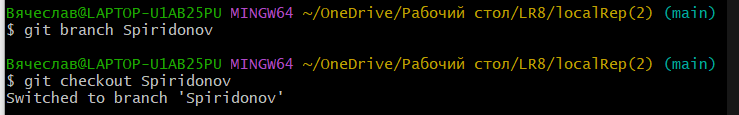 Вячеслав@LAPTOP-U1AB25PU MINGW64 ~/OneDrive/Рабочий стол/LR8/localRep(2) (main)
$ git branch Spiridonov
Вячеслав@LAPTOP-U1AB25PU MINGW64 ~/OneDrive/Рабочий стол/LR8/localRep(2) (main)
$ git checkout Spiridonov
Switched to branch 'Spiridonov'